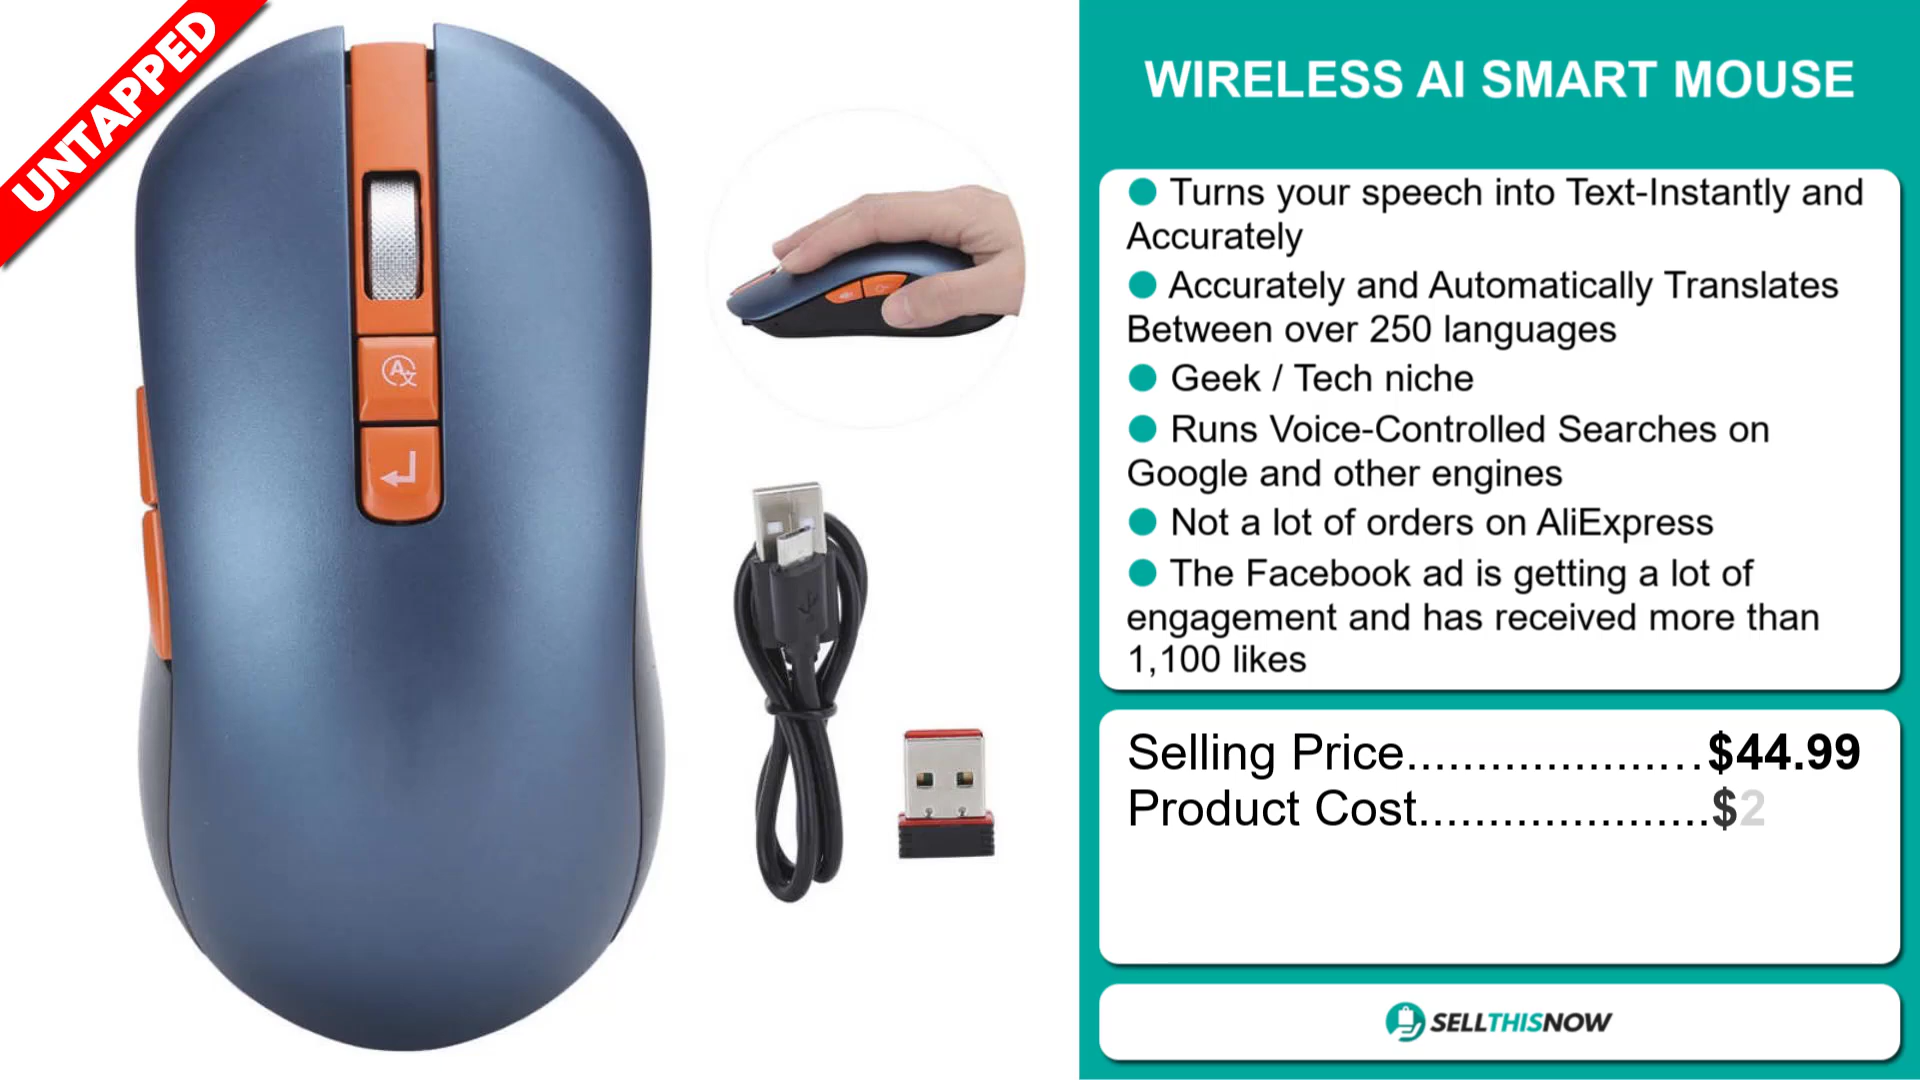 UNTAPPED
WIRELESS AI SMART MOUSE
● Turns your speech into Text-Instantly and
Accurately
● Accurately and Automatically Translates
Between over 250 languages
● Geek / Tech niche
● Runs Voice-Controlled Searches on
Google and other engines
● Not a lot of orders on AliExpress
● The Facebook ad is getting a lot of
engagement and has received more than
1,100 likes
Selling Price.....................$44.99
Product Cost.....................$2
SELLTHISNOW